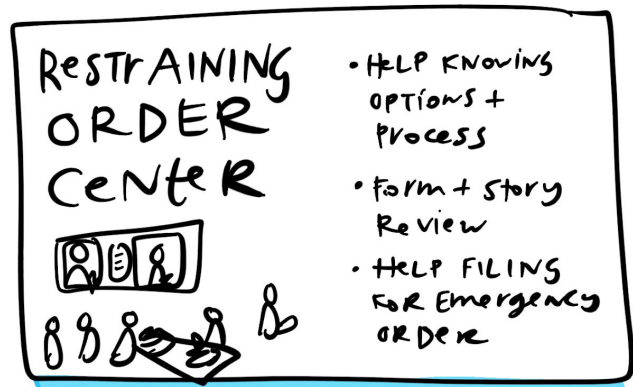 RESTRAINING
ORDER
CENTER
• HELP KNOWING
OPTIONS +
PROCESS
• Form + Story
Review
• HELP FILING
FOR Emergency
ORDER